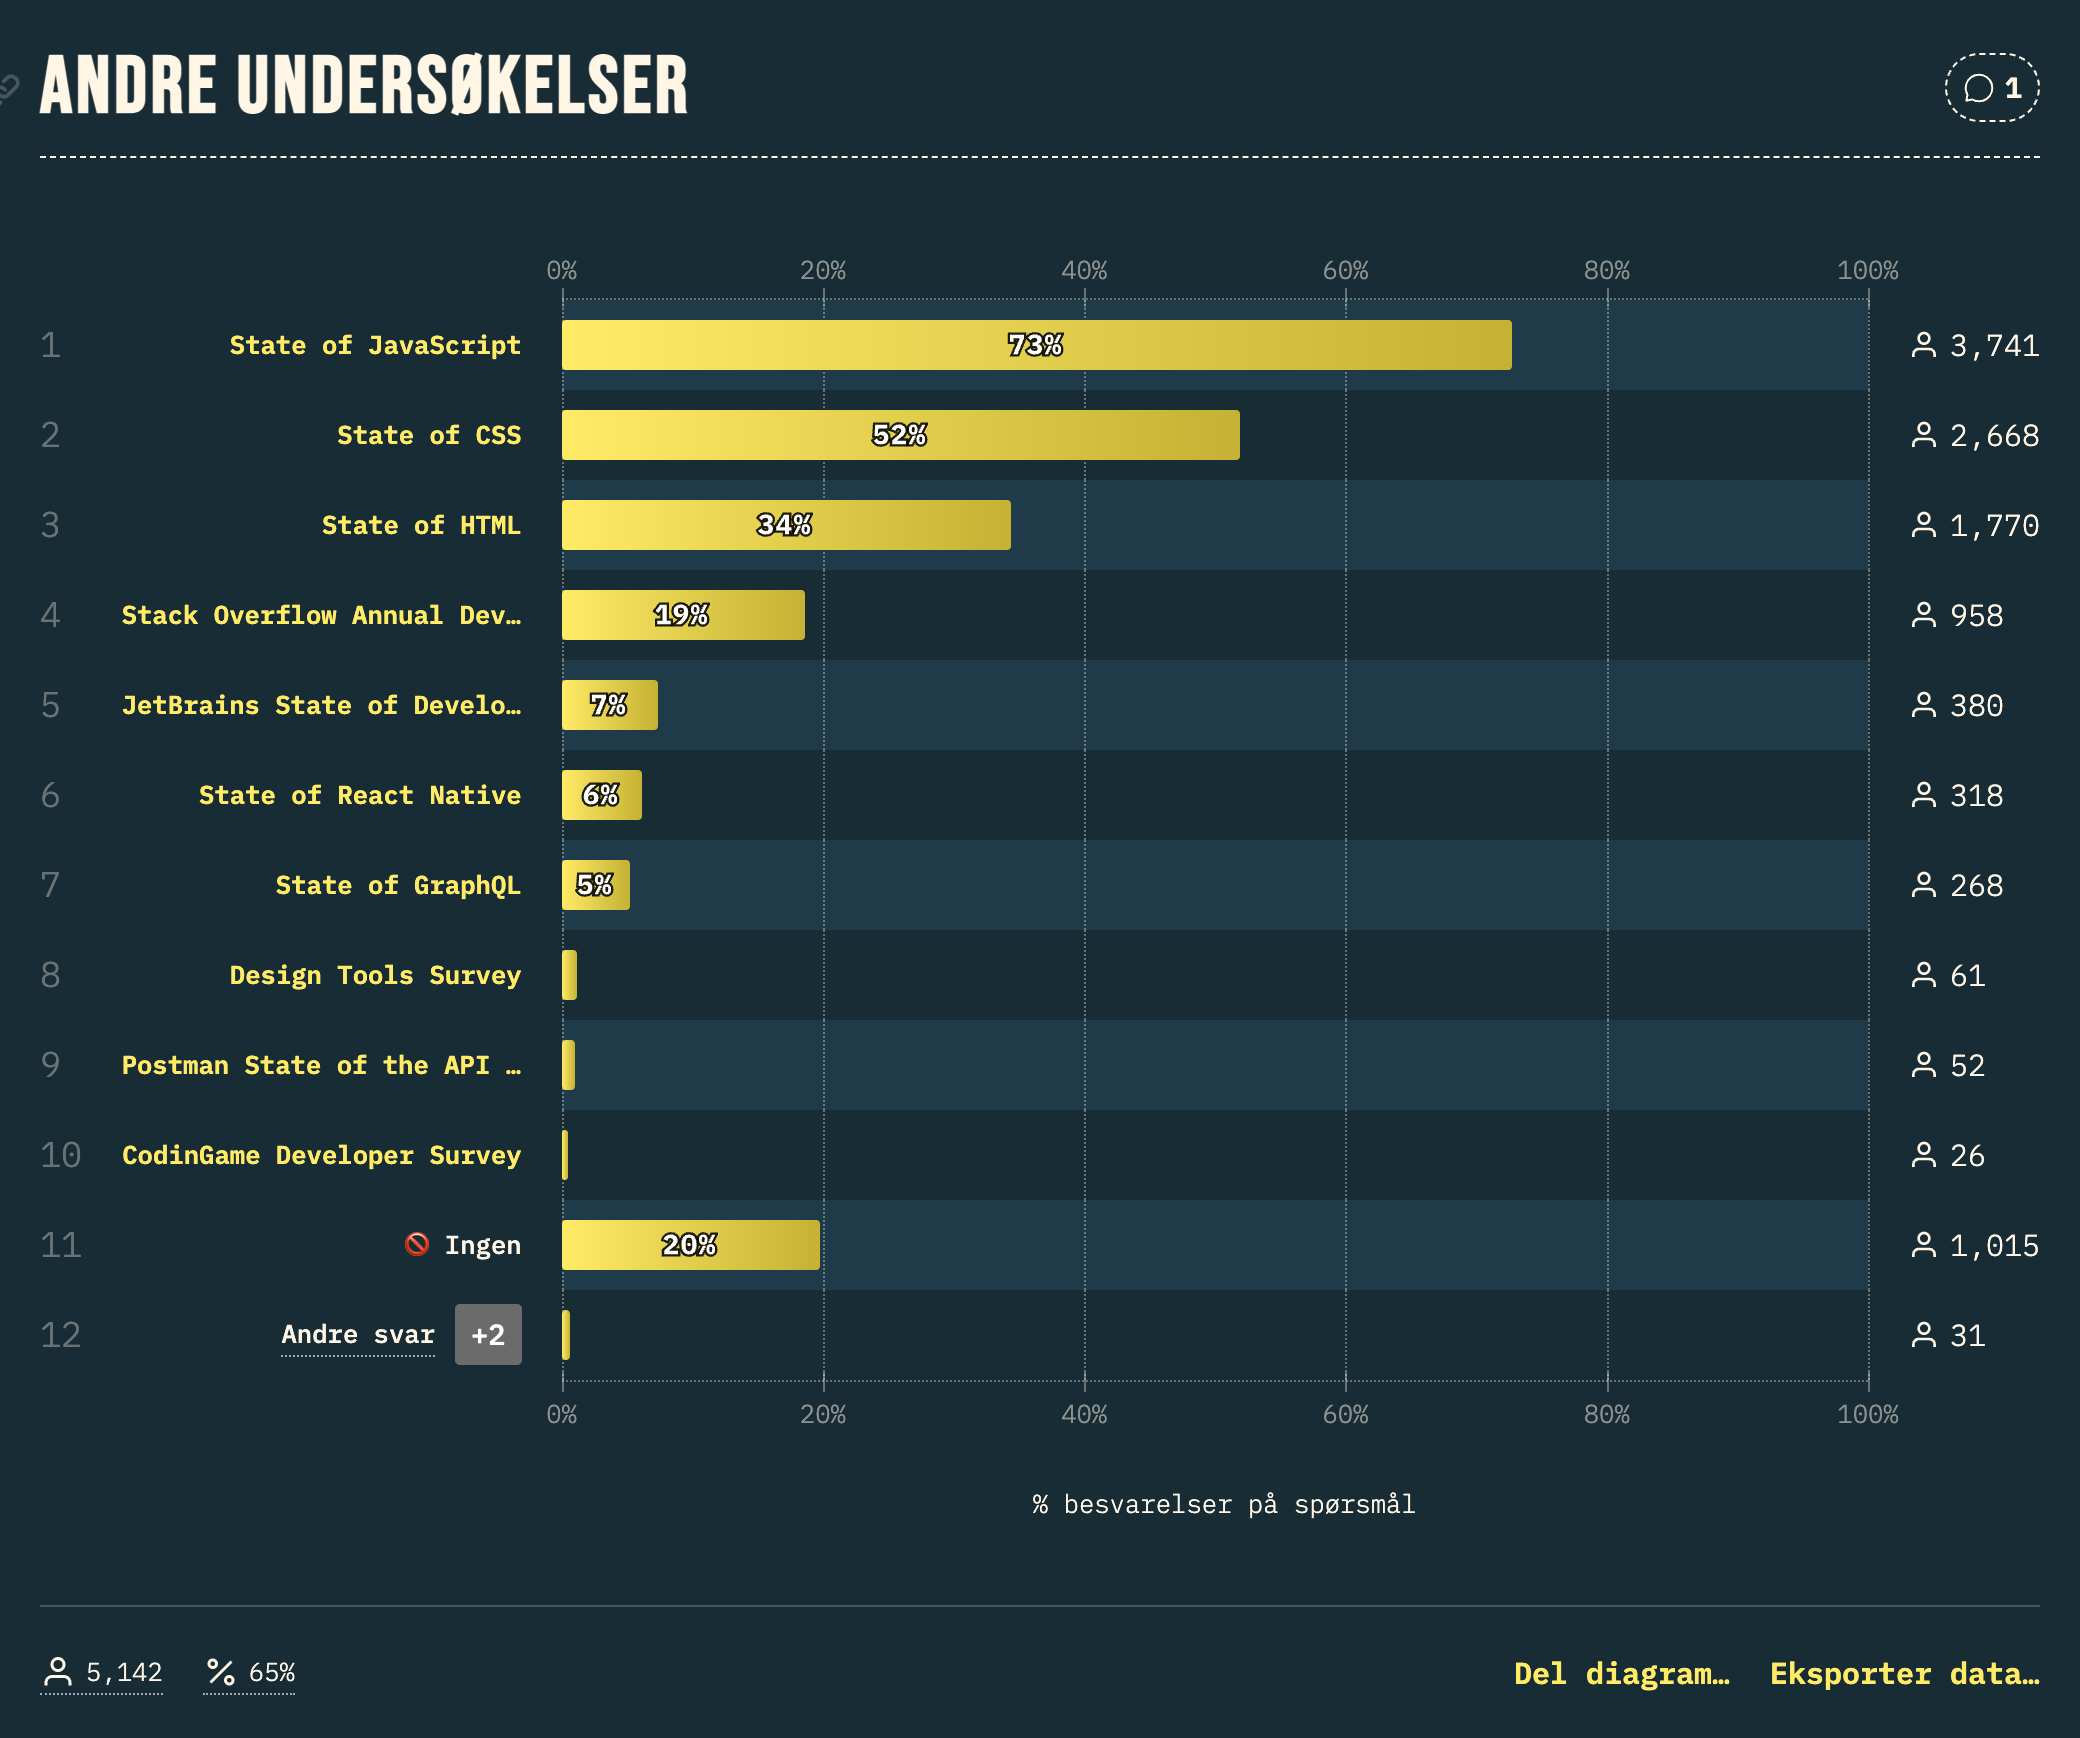 ANDRE UNDERSØKELSER
1
0% 20% 40% 60% 80% 100%
1 State of JavaScript 73% 3,741
2 State of CSS 52% 2,668
3 State of HTML 34% 1,770
4 Stack Overflow Annual Dev… 19% 958
5 JetBrains State of Develo… 7% 380
6 State of React Native 6% 318
7 State of GraphQL 5% 268
8 Design Tools Survey 61
9 Postman State of the API … 52
10 CodinGame Developer Survey 26
11 Ingen 20% 1,015
12 Andre svar +2 31
0% 20% 40% 60% 80% 100%
% besvarelser på spørsmål
5,142 % 65% Del diagram… Eksporter data…